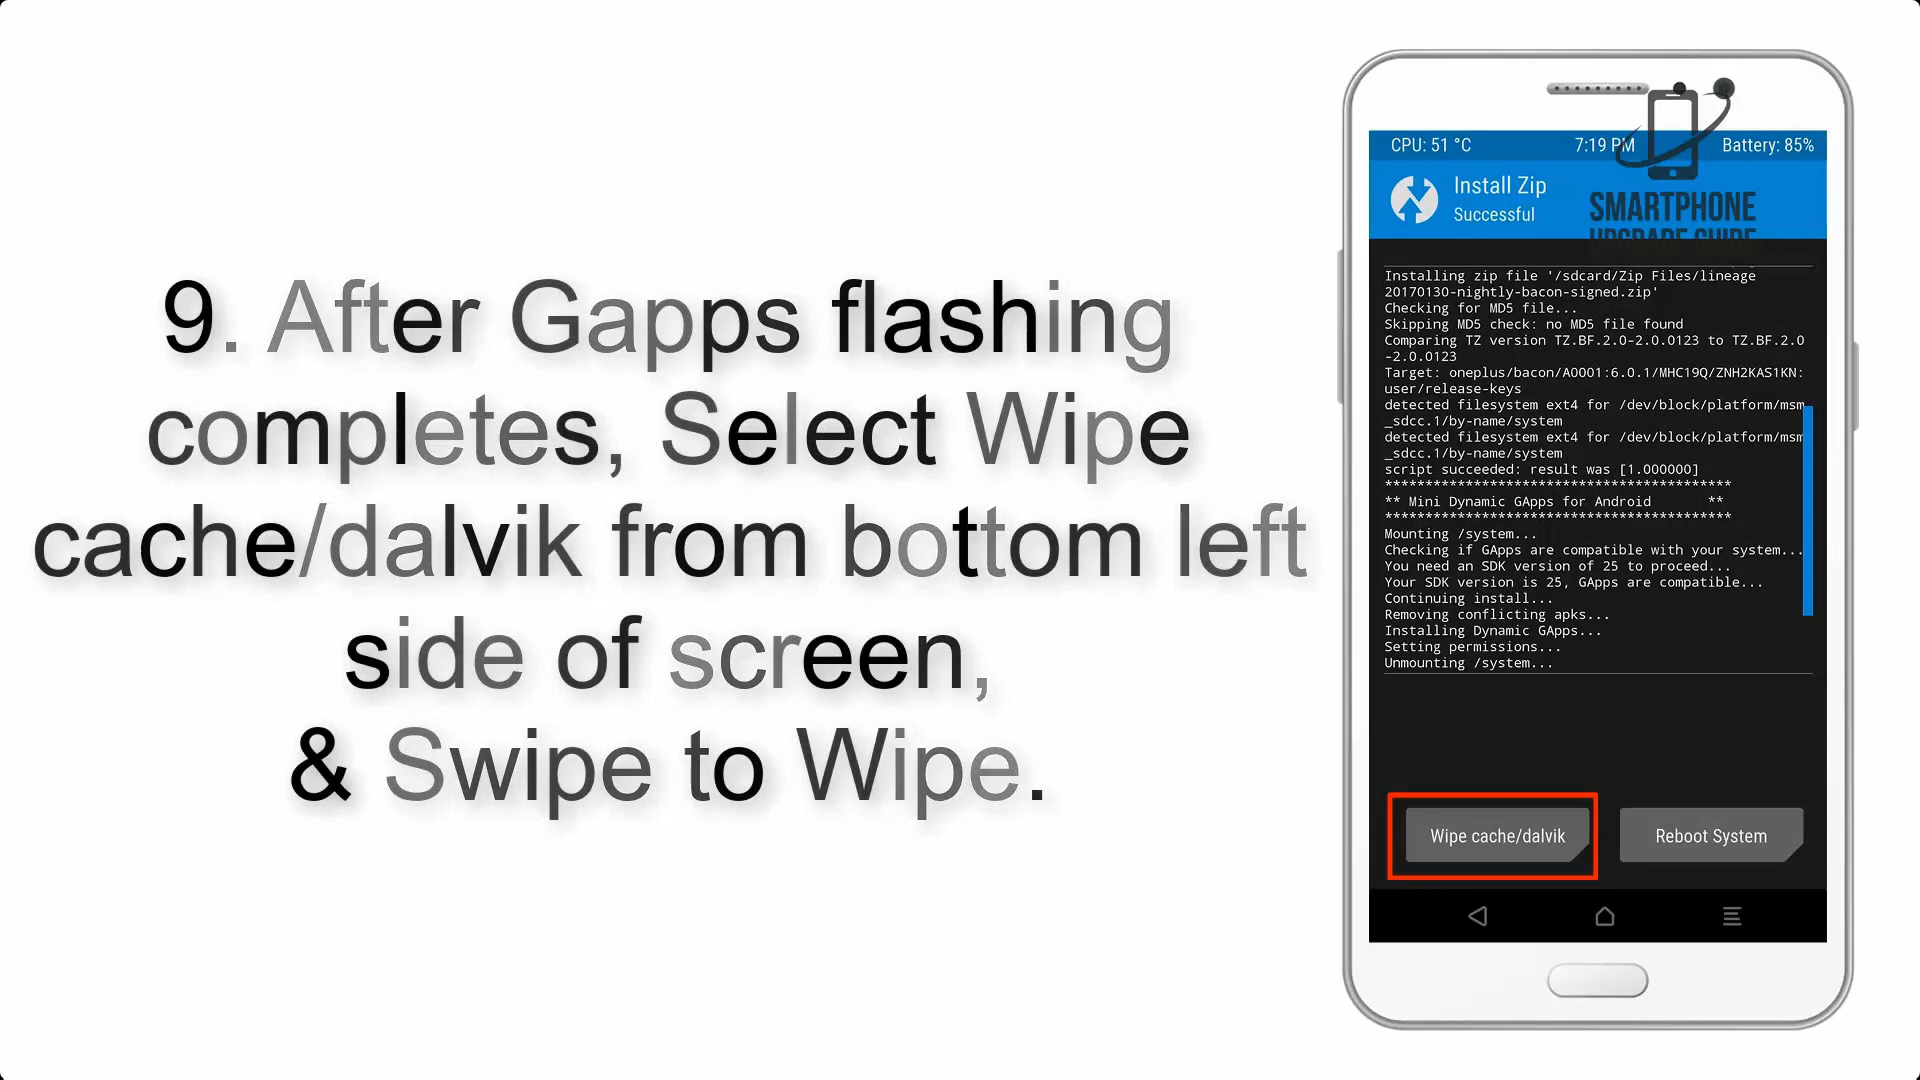 9. After Gapps flashing
completes, Select Wipe
cache/dalvik from bottom left
side of screen,
& Swipe to Wipe.
CPU: 51 °C 7:19 PM Battery: 85%
Install Zip
Successful
SMARTPHONE
UPGRADE GUIDE
Installing zip file '/sdcard/Zip Files/lineage
20170130-nightly-bacon-signed.zip'
Checking for MD5 file...
Skipping MD5 check: no MD5 file found
Comparing TZ version TZ.BF.2.0-2.0.0123 to TZ.BF.2.0
-2.0.0123
Target: oneplus/bacon/A0001:6.0.1/MHC19Q/ZNH2KAS1KN:
user/release-keys
detected filesystem ext4 for /dev/block/platform/msm
_sdcc.1/by-name/system
detected filesystem ext4 for /dev/block/platform/msm
_sdcc.1/by-name/system
script succeeded: result was [1.000000]
*******************************************
** Mini Dynamic GApps for Android       **
*******************************************
Mounting /system...
Checking if GApps are compatible with your system...
You need an SDK version of 25 to proceed...
Your SDK version is 25, GApps are compatible...
Continuing install...
Removing conflicting apks...
Installing Dynamic GApps...
Setting permissions...
Unmounting /system...
Wipe cache/dalvik Reboot System